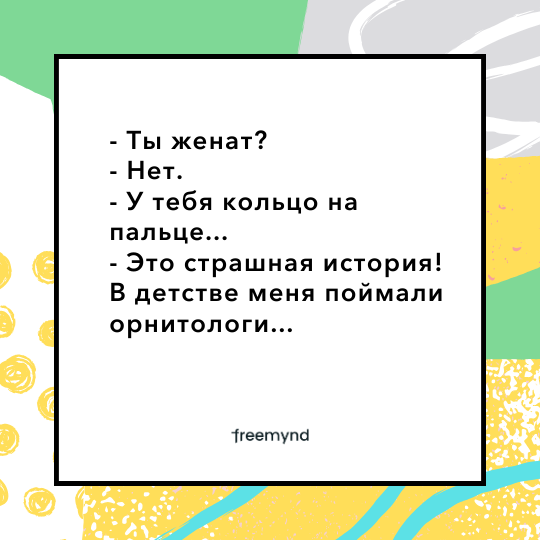 - Ты женат?
- Нет.
- У тебя кольцо на
пальце...
- Это страшная история!
В детстве меня поймали
орнитологи...
freemynd